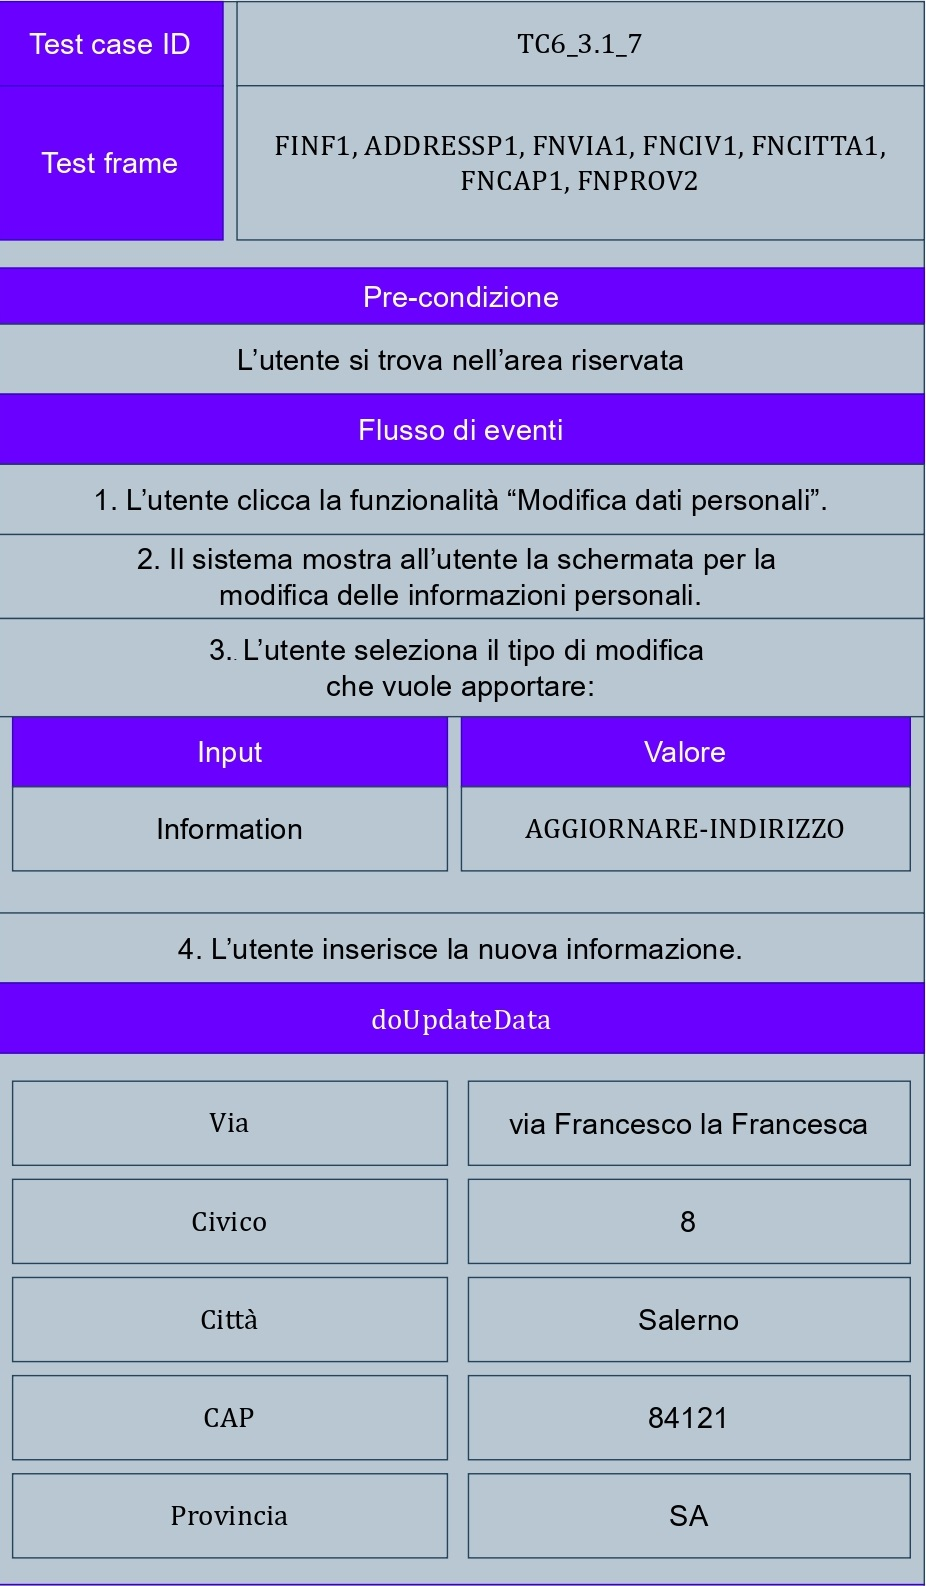 Test case ID
TC6_3.1_7
Test frame
FINF1, ADDRESSP1, FNVIA1, FNCIV1, FNCITTA1,
FNCAP1, FNPROV2
Pre-condizione
L’utente si trova nell’area riservata
Flusso di eventi
1. L’utente clicca la funzionalità “Modifica dati personali”.
2. Il sistema mostra all’utente la schermata per la
modifica delle informazioni personali.
3.. L’utente seleziona il tipo di modifica
che vuole apportare:
Input
Valore
Information
AGGIORNARE-INDIRIZZO
4. L’utente inserisce la nuova informazione.
doUpdateData
Via
via Francesco la Francesca
Civico
8
Città
Salerno
CAP
84121
Provincia
SA